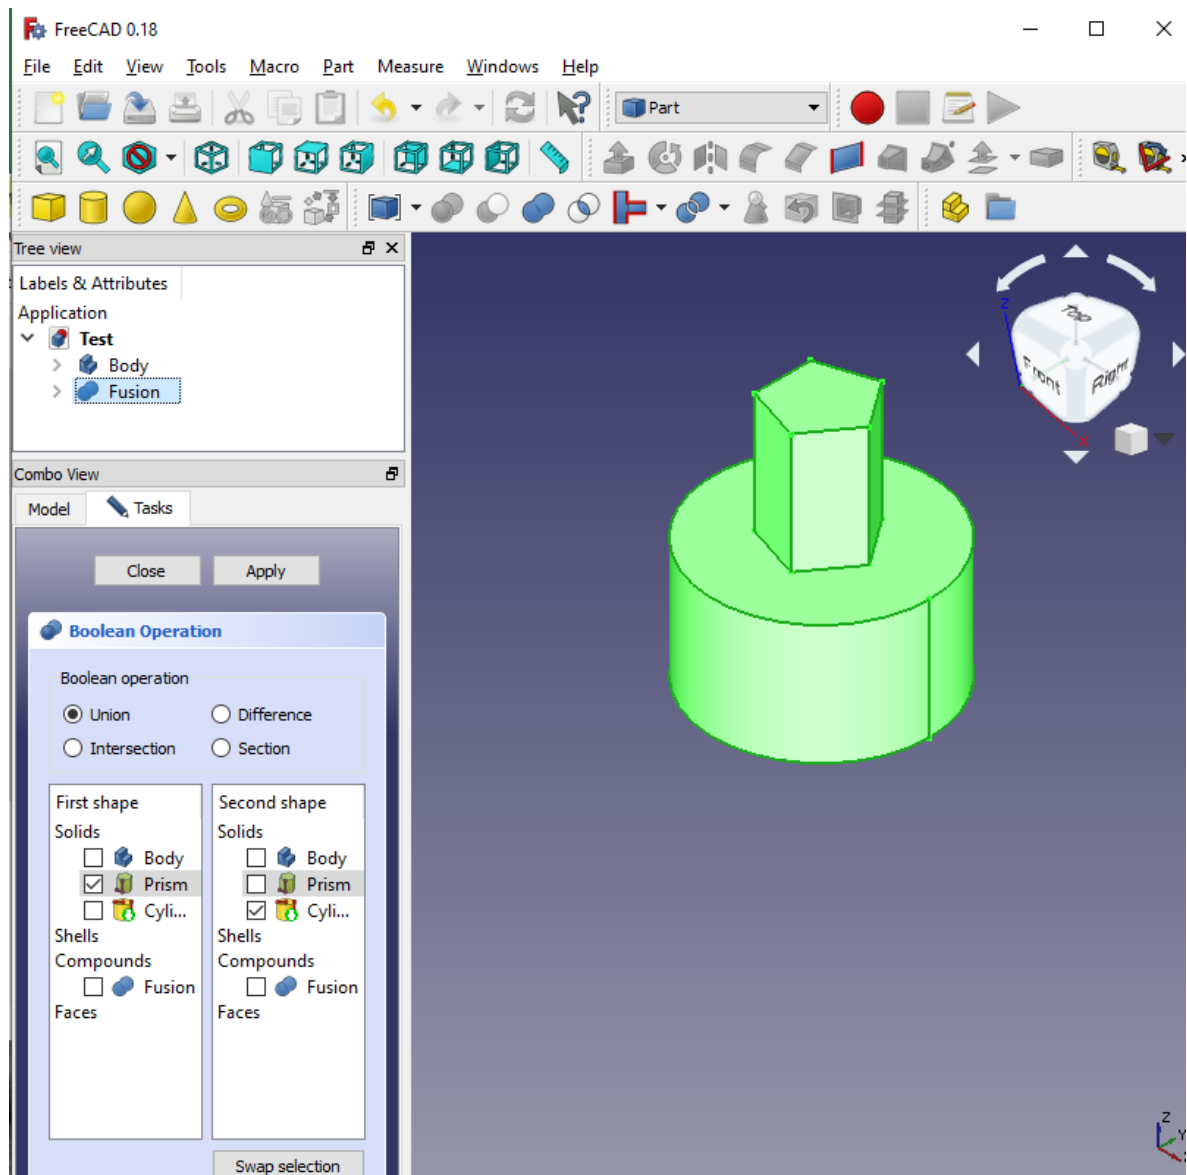 FreeCAD 0.18
File Edit View Tools Macro Part Measure Windows Help
Part
Tree view
Labels & Attributes
Application
Test
Body
Fusion
Combo View
Model Tasks
Close Apply
Boolean Operation
Boolean operation
Union Difference
Intersection Section
First shape Second shape
Solids Solids
Body Body
Prism Prism
Cyli... Cyli...
Shells Shells
Compounds Compounds
Fusion Fusion
Faces Faces
Swap selection
Top
Front Right
Z
X
Z
Y